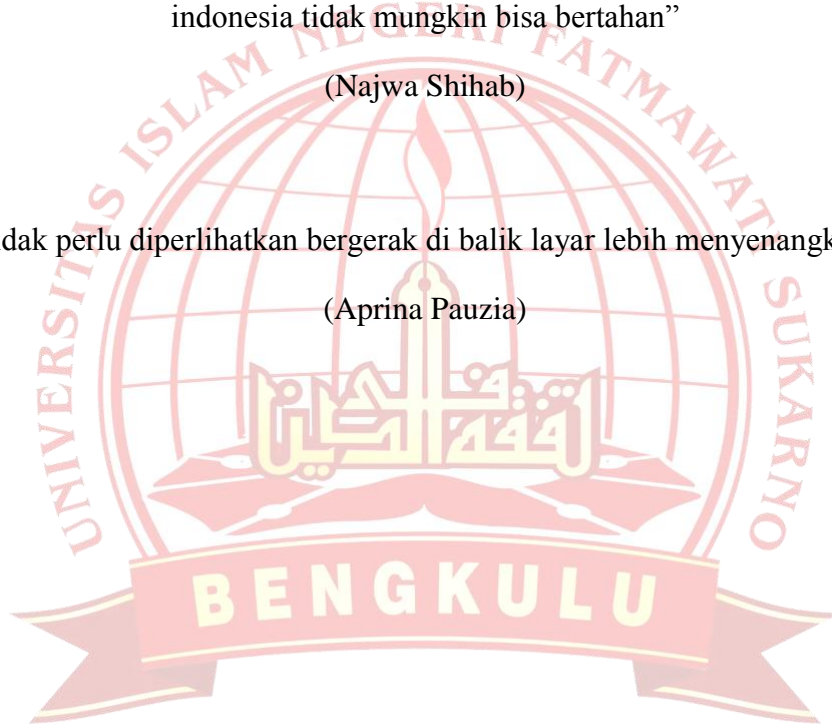 indonesia tidak mungkin bisa bertahan”
(Najwa Shihab)
dak perlu diperlihatkan bergerak di balik layar lebih menyenangk
(Aprina Pauzia)
UNIVERSITAS ISLAM NEGERI FATMAWATI SUKARNO
BENGKULU